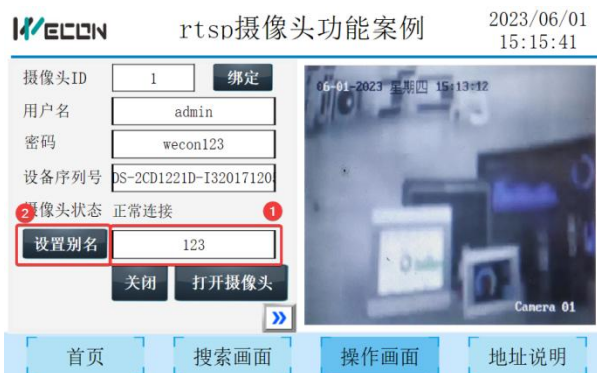 WECON
rtsp摄像头功能案例
2023/06/01
15:15:41
摄像头ID 1 绑定
用户名 admin
密码 wecon123
设备序列号 DS-2CD1221D-I32017120
像头状态 正常连接
2
1
设置别名 123
关闭 打开摄像头
»
06-01-2023 星期四 15:13:12
Camera 01
首页 搜索画面 操作画面 地址说明